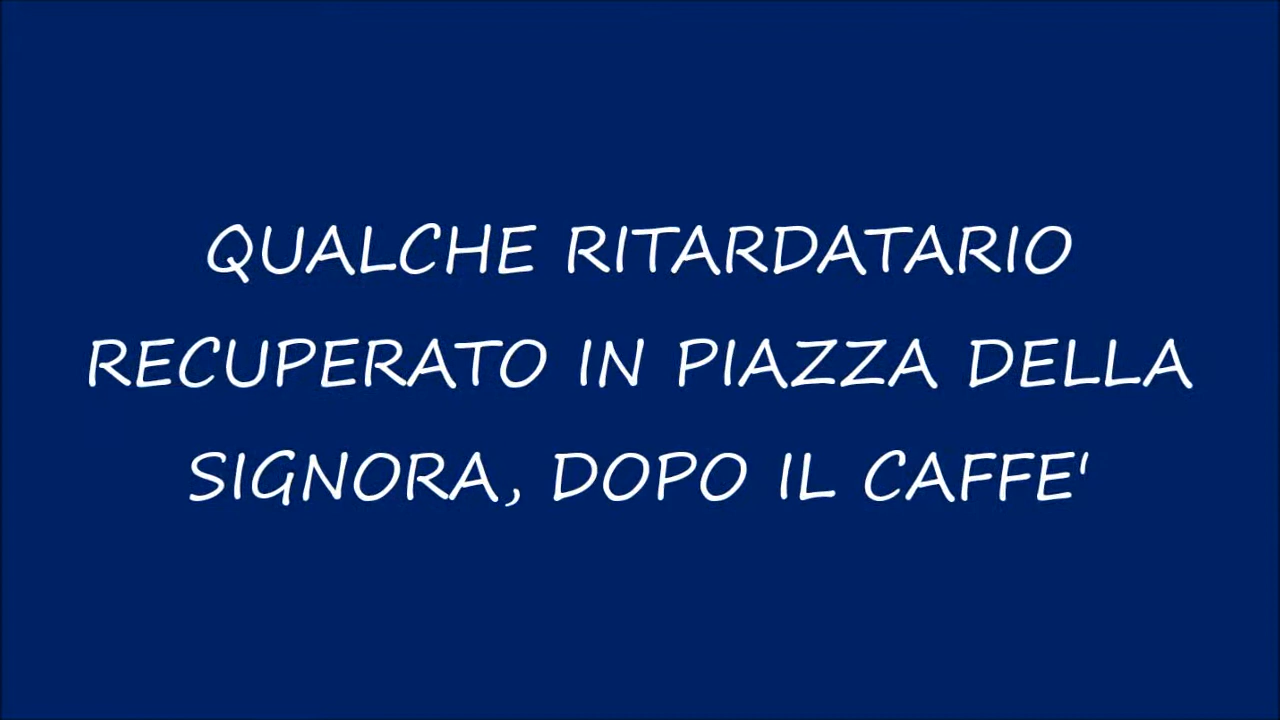 QUALCHE RITARDATARIO
RECUPERATO IN PIAZZA DELLA
SIGNORA, DOPO IL CAFFE'